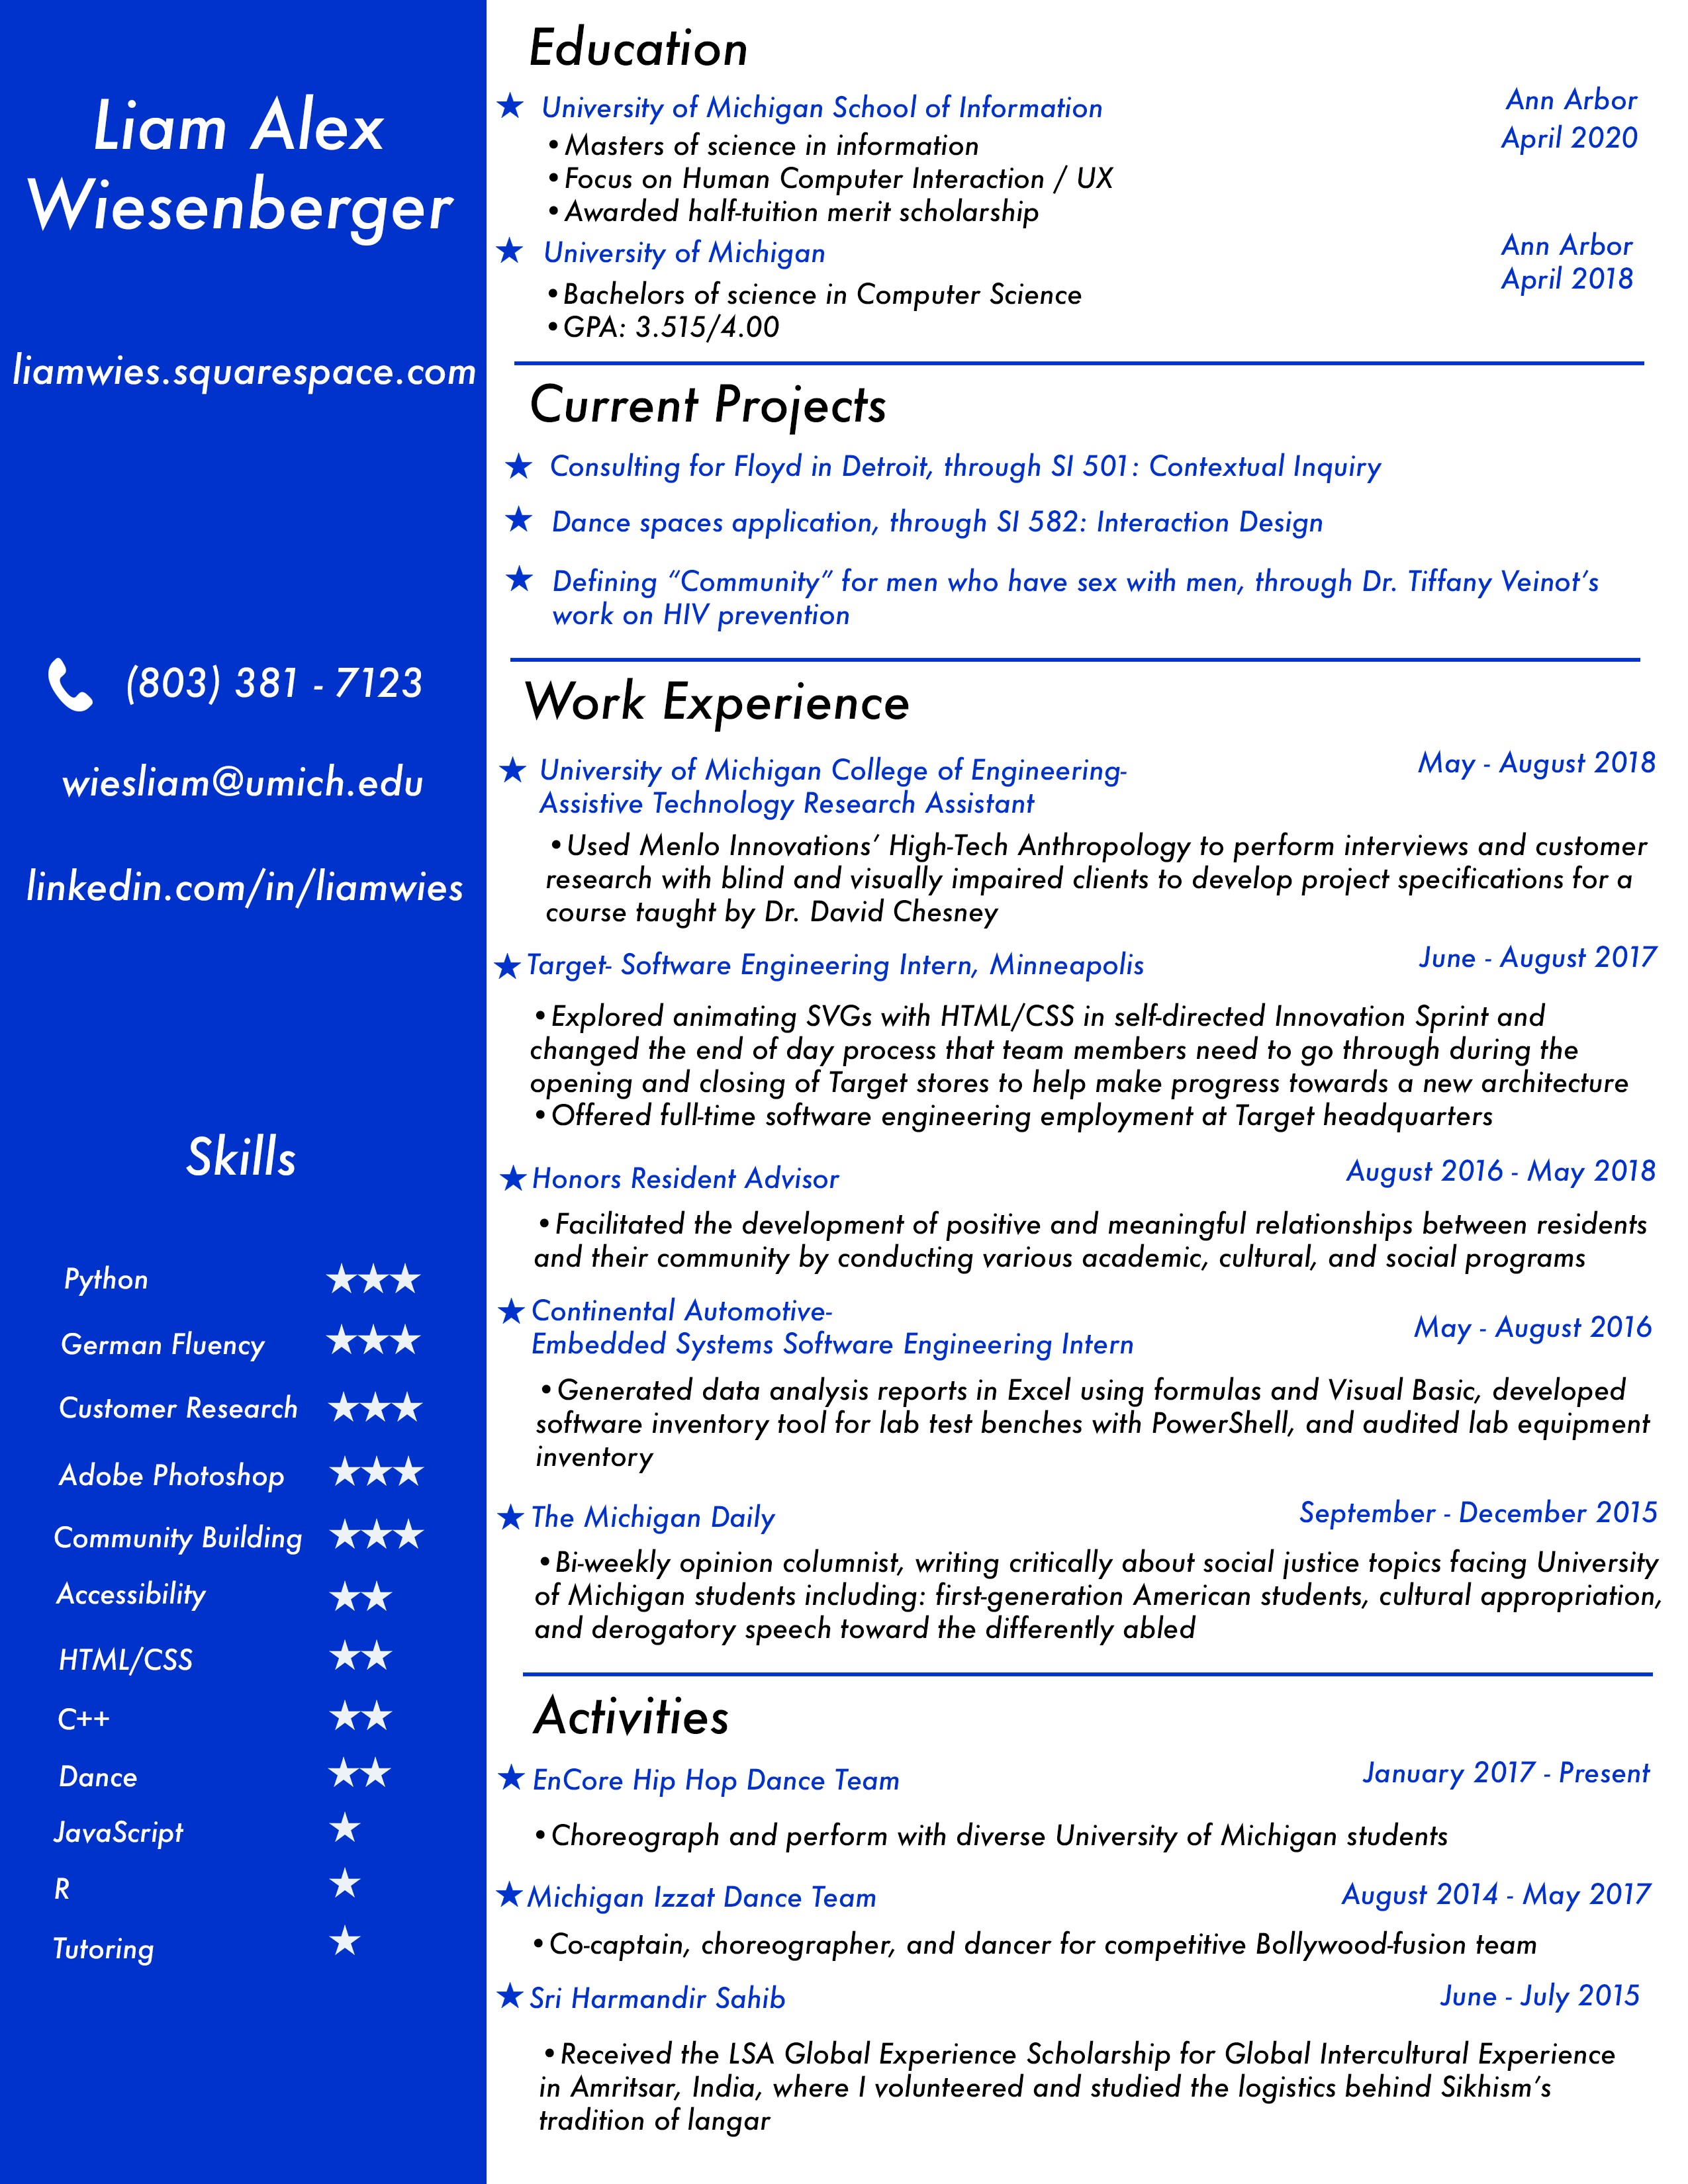 Liam Alex
Wiesenberger
liamwies.squarespace.com
(803) 381 - 7123
wiesliam@umich.edu
linkedin.com/in/liamwies
Skills
Python ★★★
German Fluency ★★★
Customer Research ★★★
Adobe Photoshop ★★★
Community Building ★★★
Accessibility ★★
HTML/CSS ★★
C++ ★★
Dance ★★
JavaScript ★
R ★
Tutoring ★
Education
★ University of Michigan School of Information Ann Arbor
April 2020
•Masters of science in information
•Focus on Human Computer Interaction / UX
•Awarded half-tuition merit scholarship
★ University of Michigan Ann Arbor
April 2018
•Bachelors of science in Computer Science
•GPA: 3.515/4.00
Current Projects
★ Consulting for Floyd in Detroit, through SI 501: Contextual Inquiry
★ Dance spaces application, through SI 582: Interaction Design
★ Defining “Community” for men who have sex with men, through Dr. Tiffany Veinot’s
work on HIV prevention
Work Experience
★ University of Michigan College of Engineering- May - August 2018
Assistive Technology Research Assistant
•Used Menlo Innovations’ High-Tech Anthropology to perform interviews and customer
research with blind and visually impaired clients to develop project specifications for a
course taught by Dr. David Chesney
★ Target- Software Engineering Intern, Minneapolis June - August 2017
•Explored animating SVGs with HTML/CSS in self-directed Innovation Sprint and
changed the end of day process that team members need to go through during the
opening and closing of Target stores to help make progress towards a new architecture
•Offered full-time software engineering employment at Target headquarters
★ Honors Resident Advisor August 2016 - May 2018
•Facilitated the development of positive and meaningful relationships between residents
and their community by conducting various academic, cultural, and social programs
★ Continental Automotive-
Embedded Systems Software Engineering Intern May - August 2016
•Generated data analysis reports in Excel using formulas and Visual Basic, developed
software inventory tool for lab test benches with PowerShell, and audited lab equipment
inventory
★ The Michigan Daily September - December 2015
•Bi-weekly opinion columnist, writing critically about social justice topics facing University
of Michigan students including: first-generation American students, cultural appropriation,
and derogatory speech toward the differently abled
Activities
★ EnCore Hip Hop Dance Team January 2017 - Present
•Choreograph and perform with diverse University of Michigan students
★ Michigan Izzat Dance Team August 2014 - May 2017
•Co-captain, choreographer, and dancer for competitive Bollywood-fusion team
★ Sri Harmandir Sahib June - July 2015
•Received the LSA Global Experience Scholarship for Global Intercultural Experience
in Amritsar, India, where I volunteered and studied the logistics behind Sikhism’s
tradition of langar